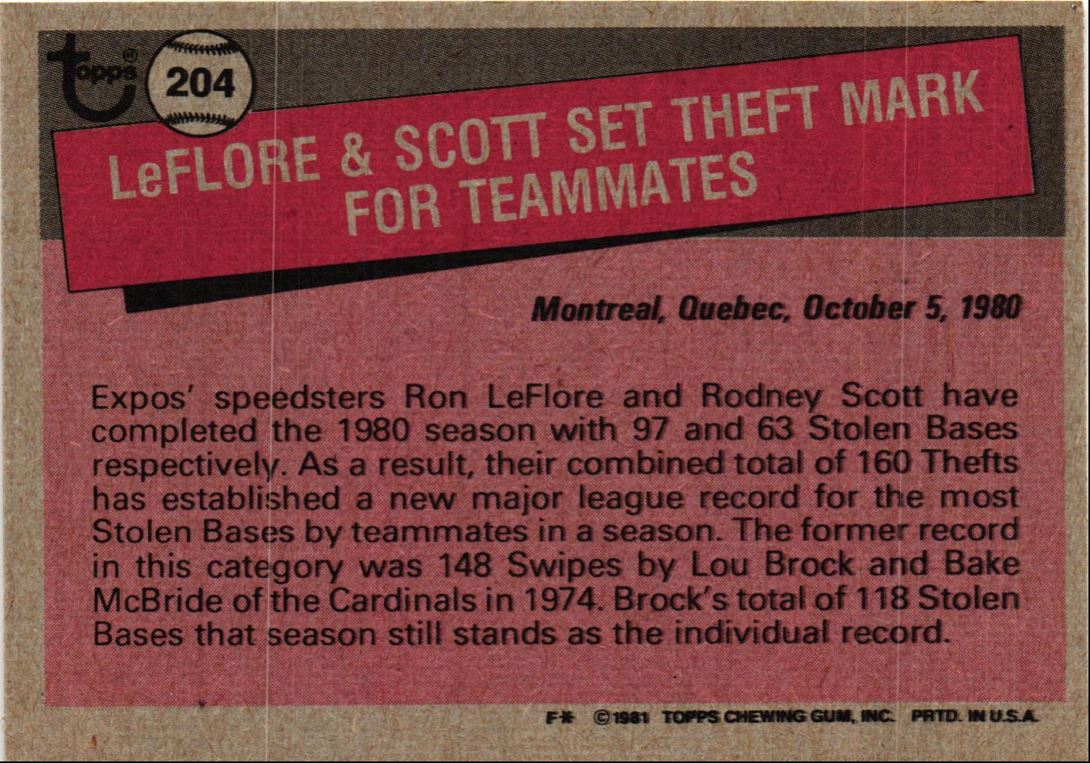 topps®
204
LeFLORE & SCOTT SET THEFT MARK
FOR TEAMMATES
Montreal, Quebec, October 5, 1980
Expos' speedsters Ron LeFlore and Rodney Scott have
completed the 1980 season with 97 and 63 Stolen Bases
respectively. As a result, their combined total of 160 Thefts
has established a new major league record for the most
Stolen Bases by teammates in a season. The former record
in this category was 148 Swipes by Lou Brock and Bake
McBride of the Cardinals in 1974. Brock's total of 118 Stolen
Bases that season still stands as the individual record.
F* ©1981 TOPPS CHEWING GUM, INC. PRTD. IN U.S.A.